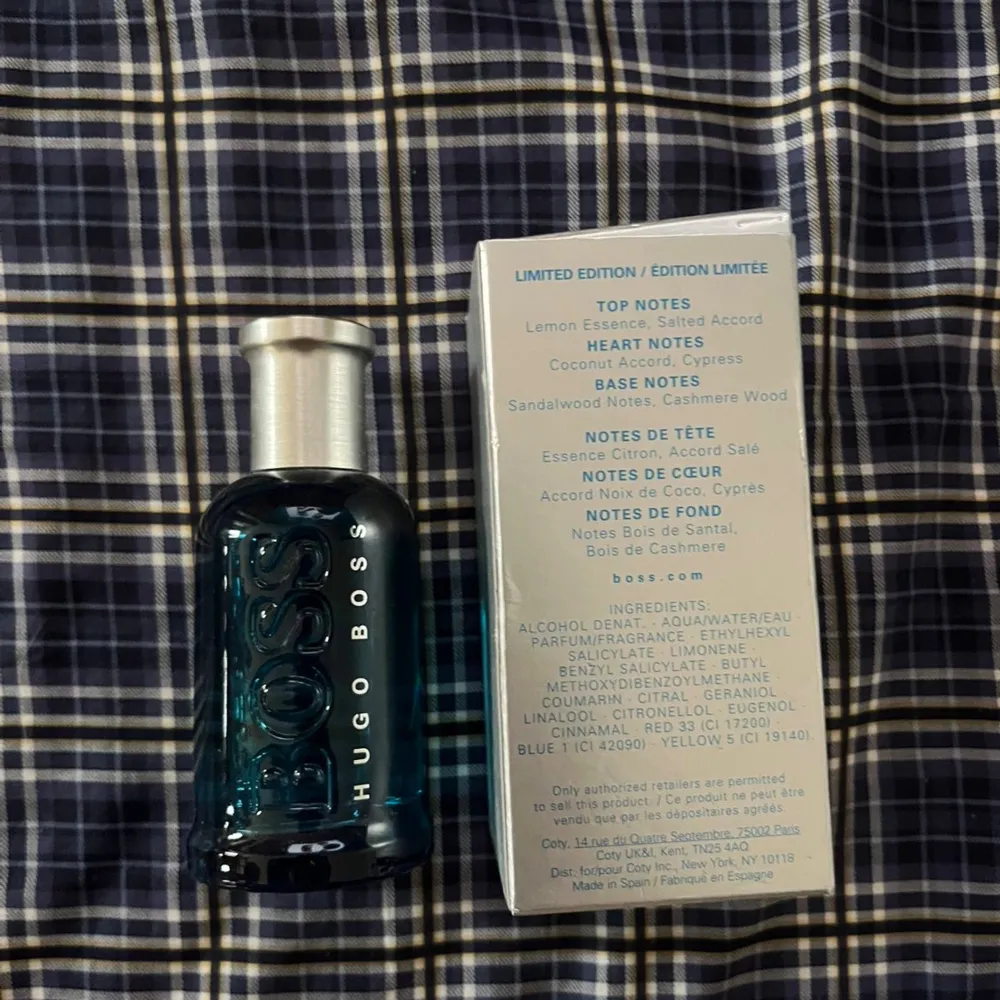 BOSS
HUGO BOSS
LIMITED EDITION / ÉDITION LIMITÉE
TOP NOTES
Lemon Essence, Salted Accord
HEART NOTES
Coconut Accord, Cypress
BASE NOTES
Sandalwood Notes, Cashmere Wood
NOTES DE TÊTE
Essence Citron, Accord Salé
NOTES DE CŒUR
Accord Noix de Coco, Cyprès
NOTES DE FOND
Notes Bois de Santal,
Bois de Cashmere
boss.com
INGREDIENTS:
ALCOHOL DENAT. · AQUA/WATER/EAU ·
PARFUM/FRAGRANCE · ETHYLHEXYL
SALICYLATE · LIMONENE ·
BENZYL SALICYLATE · BUTYL
METHOXYDIBENZOYLMETHANE ·
COUMARIN · CITRAL · GERANIOL ·
LINALOOL · CITRONELLOL · EUGENOL ·
CINNAMAL · RED 33 (CI 17200) ·
BLUE 1 (CI 42090) · YELLOW 5 (CI 19140).
Only authorized retailers are permitted
to sell this product. / Ce produit ne peut être
vendu que par les dépositaires agréés.
Coty, 14 rue du Quatre Septembre, 75002 Paris
Coty UK&I, Kent, TN25 4AQ
Dist. for/pour Coty Inc., New York, NY 10118
Made in Spain / Fabriqué en Espagne